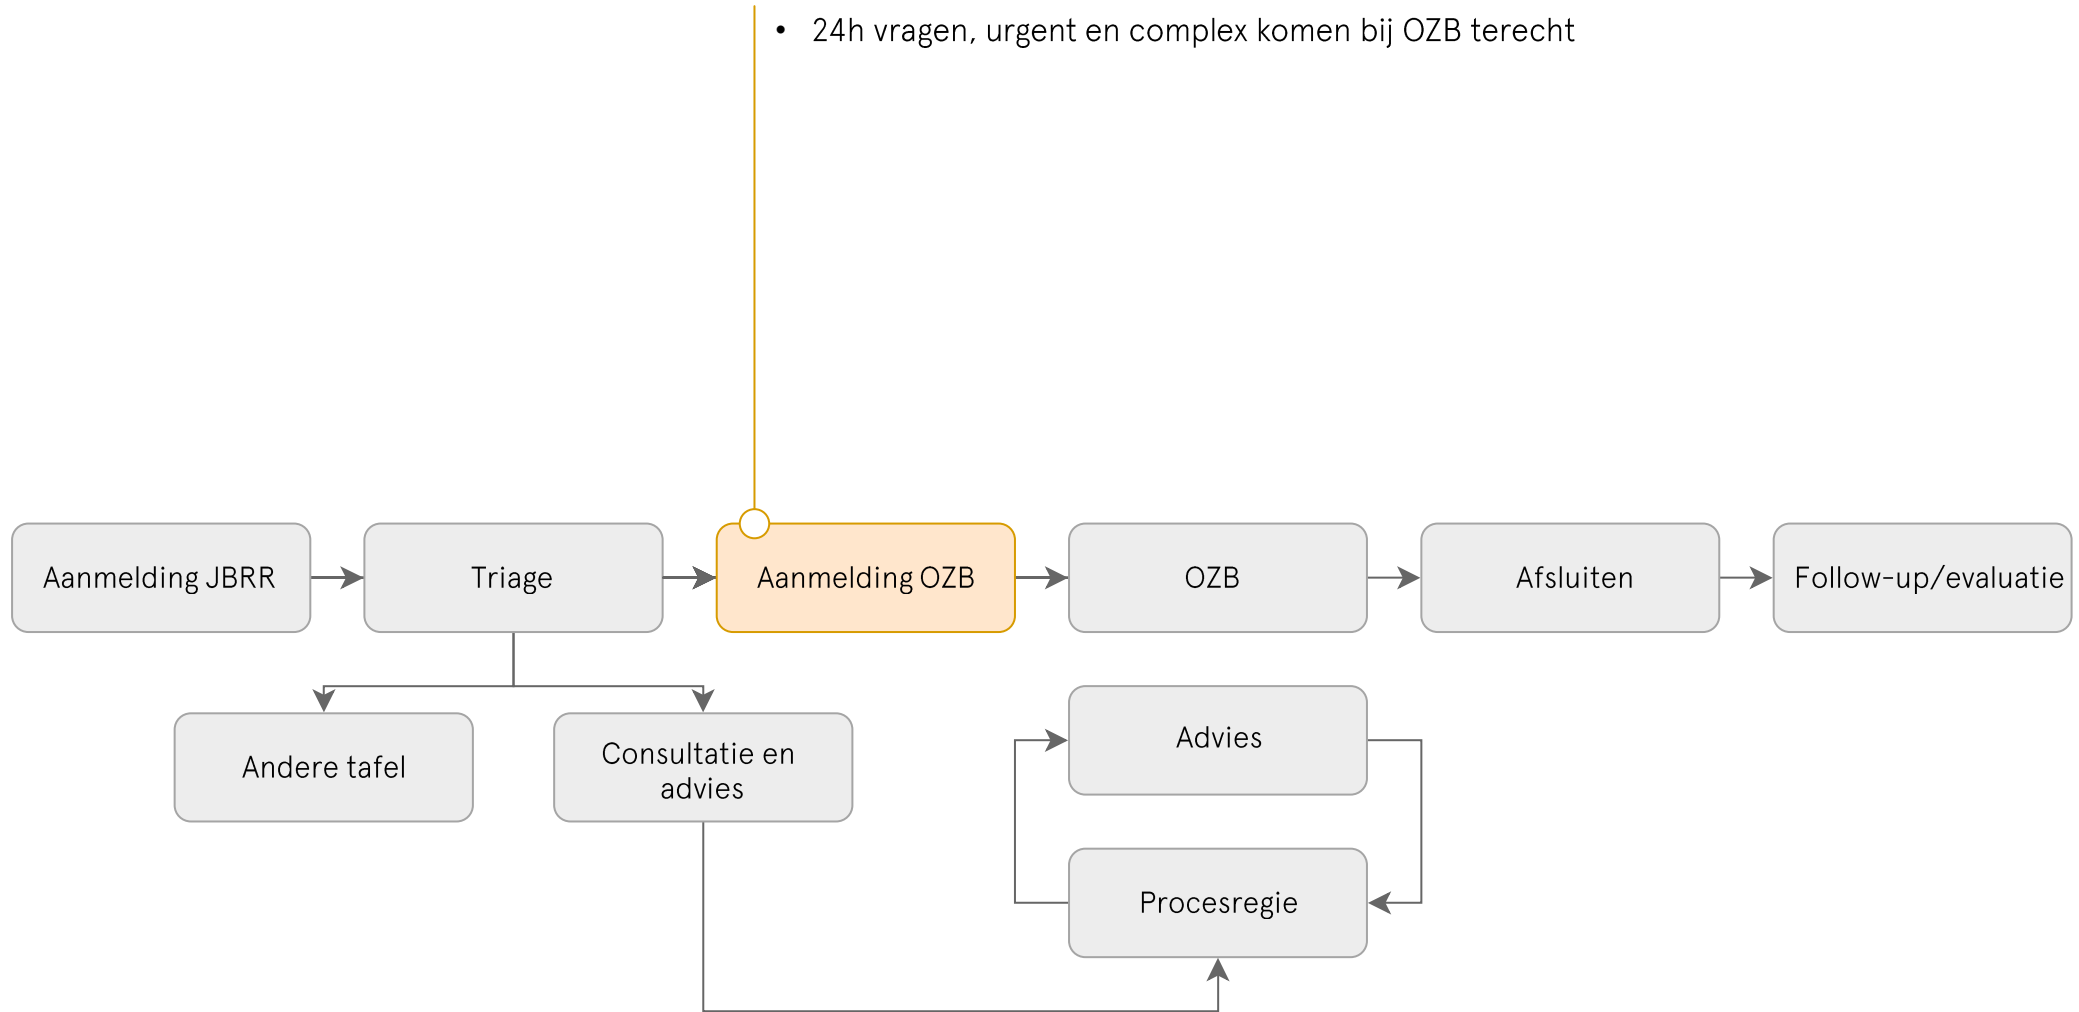 • 24h vragen, urgent en complex komen bij OZB terecht
Aanmelding JBRR
Triage
Aanmelding OZB
OZB
Afsluiten
Follow-up/evaluatie
Andere tafel
Consultatie en
advies
Advies
Procesregie